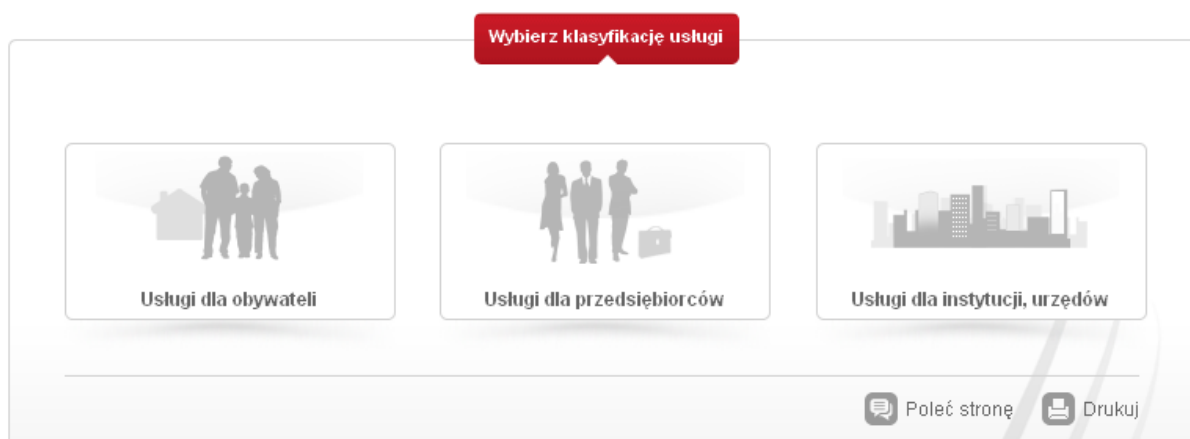 Wybierz klasyfikację usługi
Usługi dla obywateli
Usługi dla przedsiębiorców
Usługi dla instytucji, urzędów
Poleć stronę
Drukuj